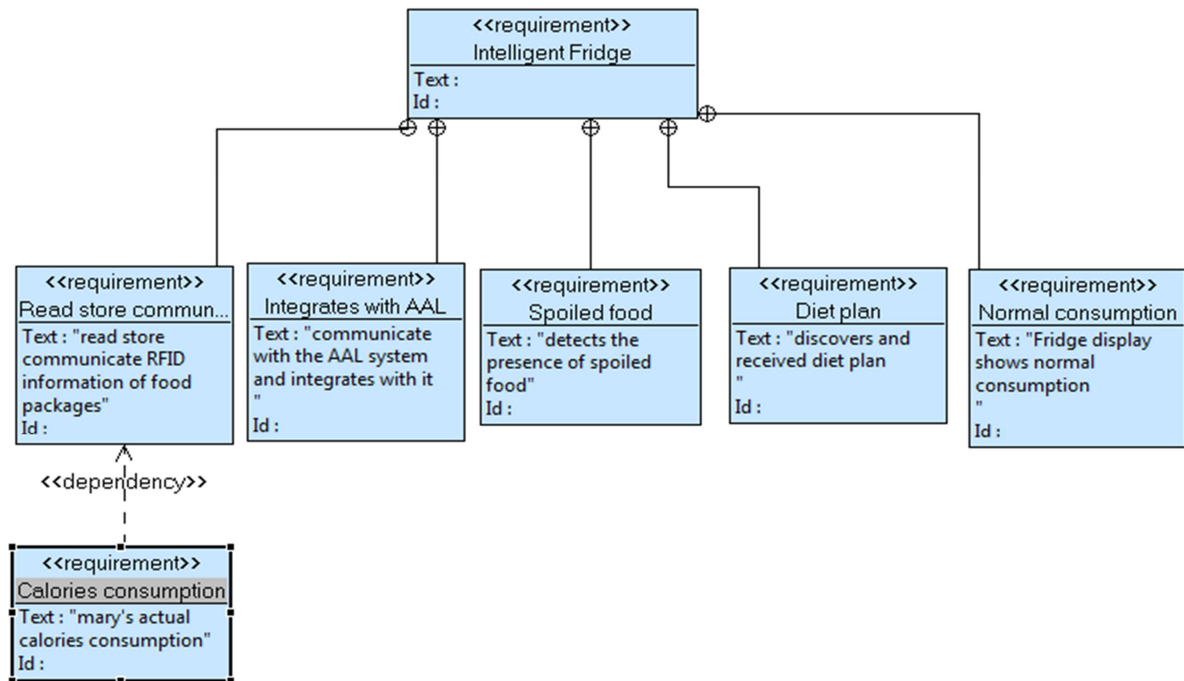 <<requirement>>
Intelligent Fridge
Text :
Id :
<<requirement>>
Read store commun...
Text : "read store
communicate RFID
information of food
packages"
Id :
<<requirement>>
Integrates with AAL
Text : "communicate
with the AAL system
and integrates with it
"
Id :
<<requirement>>
Spoiled food
Text : "detects the
presence of spoiled
food"
Id :
<<requirement>>
Diet plan
Text : "discovers and
received diet plan
"
Id :
<<requirement>>
Normal consumption
Text : "Fridge display
shows normal
consumption
"
Id :
<<dependency>>
<<requirement>>
Calories consumption
Text : "mary's actual
calories consumption"
Id :